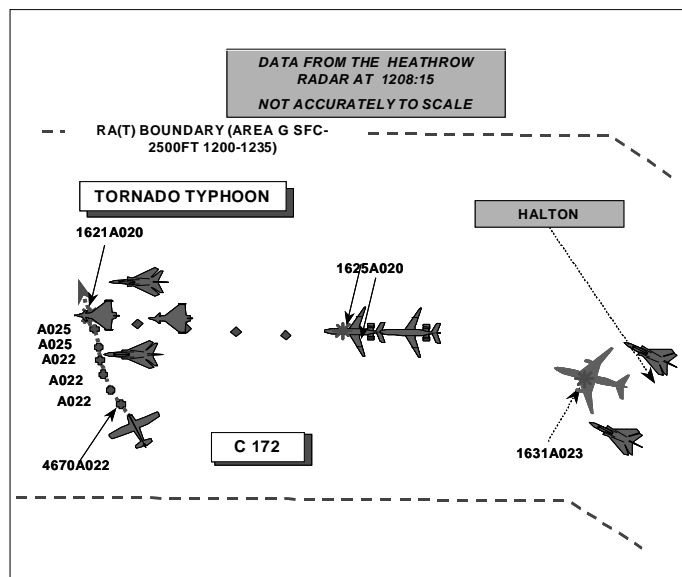 DATA FROM THE HEATHROW
RADAR AT 1208:15
NOT ACCURATELY TO SCALE
RA(T) BOUNDARY (AREA G SFC-
2500FT 1200-1235)
TORNADO TYPHOON
HALTON
1621A020
1625A020
A025
A025
A022
A022
A022
4670A022
C 172
1631A023